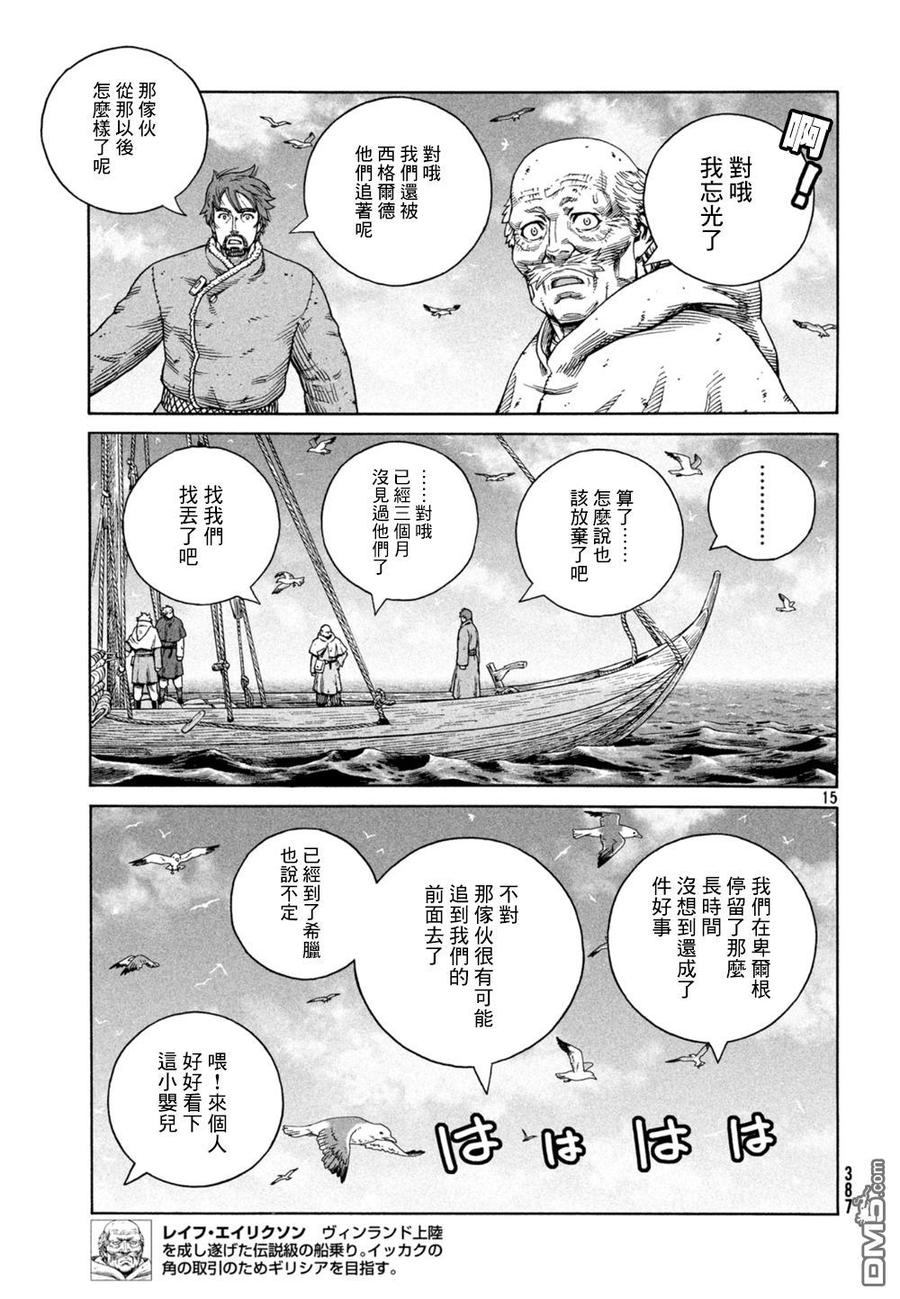 啊！
對哦
我忘光了
對哦
我們還被
西格爾德
他們追著呢
那傢伙
從那以後
怎麼樣了呢
…………
算了……
怎麼說也
該放棄了吧
……對哦
已經三個月
沒見過他們了
找我們
找丟了吧
15
我們在卑爾根
停留了那麼
長時間
沒想到還成了
件好事
不對
那傢伙很有可能
追到我們的
前面去了
已經到了希臘
也說不定
喂！來個人
好好看下
這小嬰兒
は は は は
387
レイフ・エイリクソン　ヴィンランド上陸
を成し遂げた伝説級の船乗り。イッカクの
角の取引のためギリシアを目指す。
DM5.com